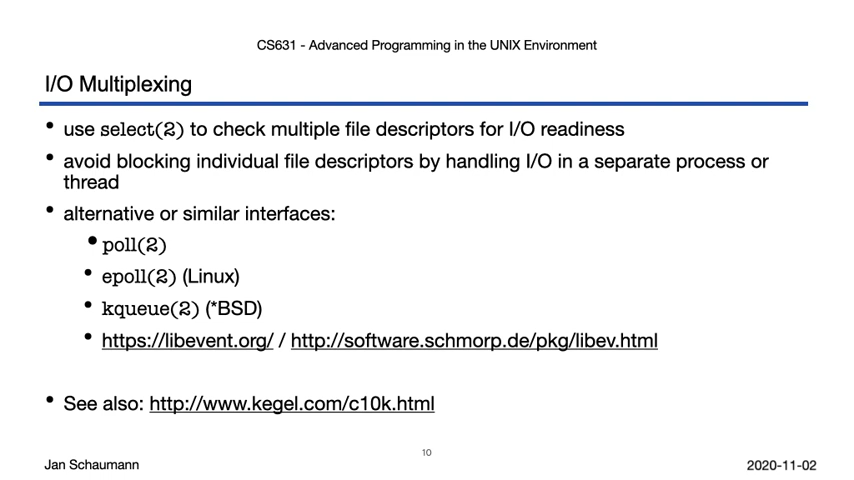 CS631 - Advanced Programming in the UNIX Environment
I/O Multiplexing
• use select(2) to check multiple file descriptors for I/O readiness
• avoid blocking individual file descriptors by handling I/O in a separate process or
thread
• alternative or similar interfaces:
• poll(2)
• epoll(2) (Linux)
• kqueue(2) (*BSD)
• https://libevent.org/ / http://software.schmorp.de/pkg/libev.html
• See also: http://www.kegel.com/c10k.html
10
Jan Schaumann
2020-11-02